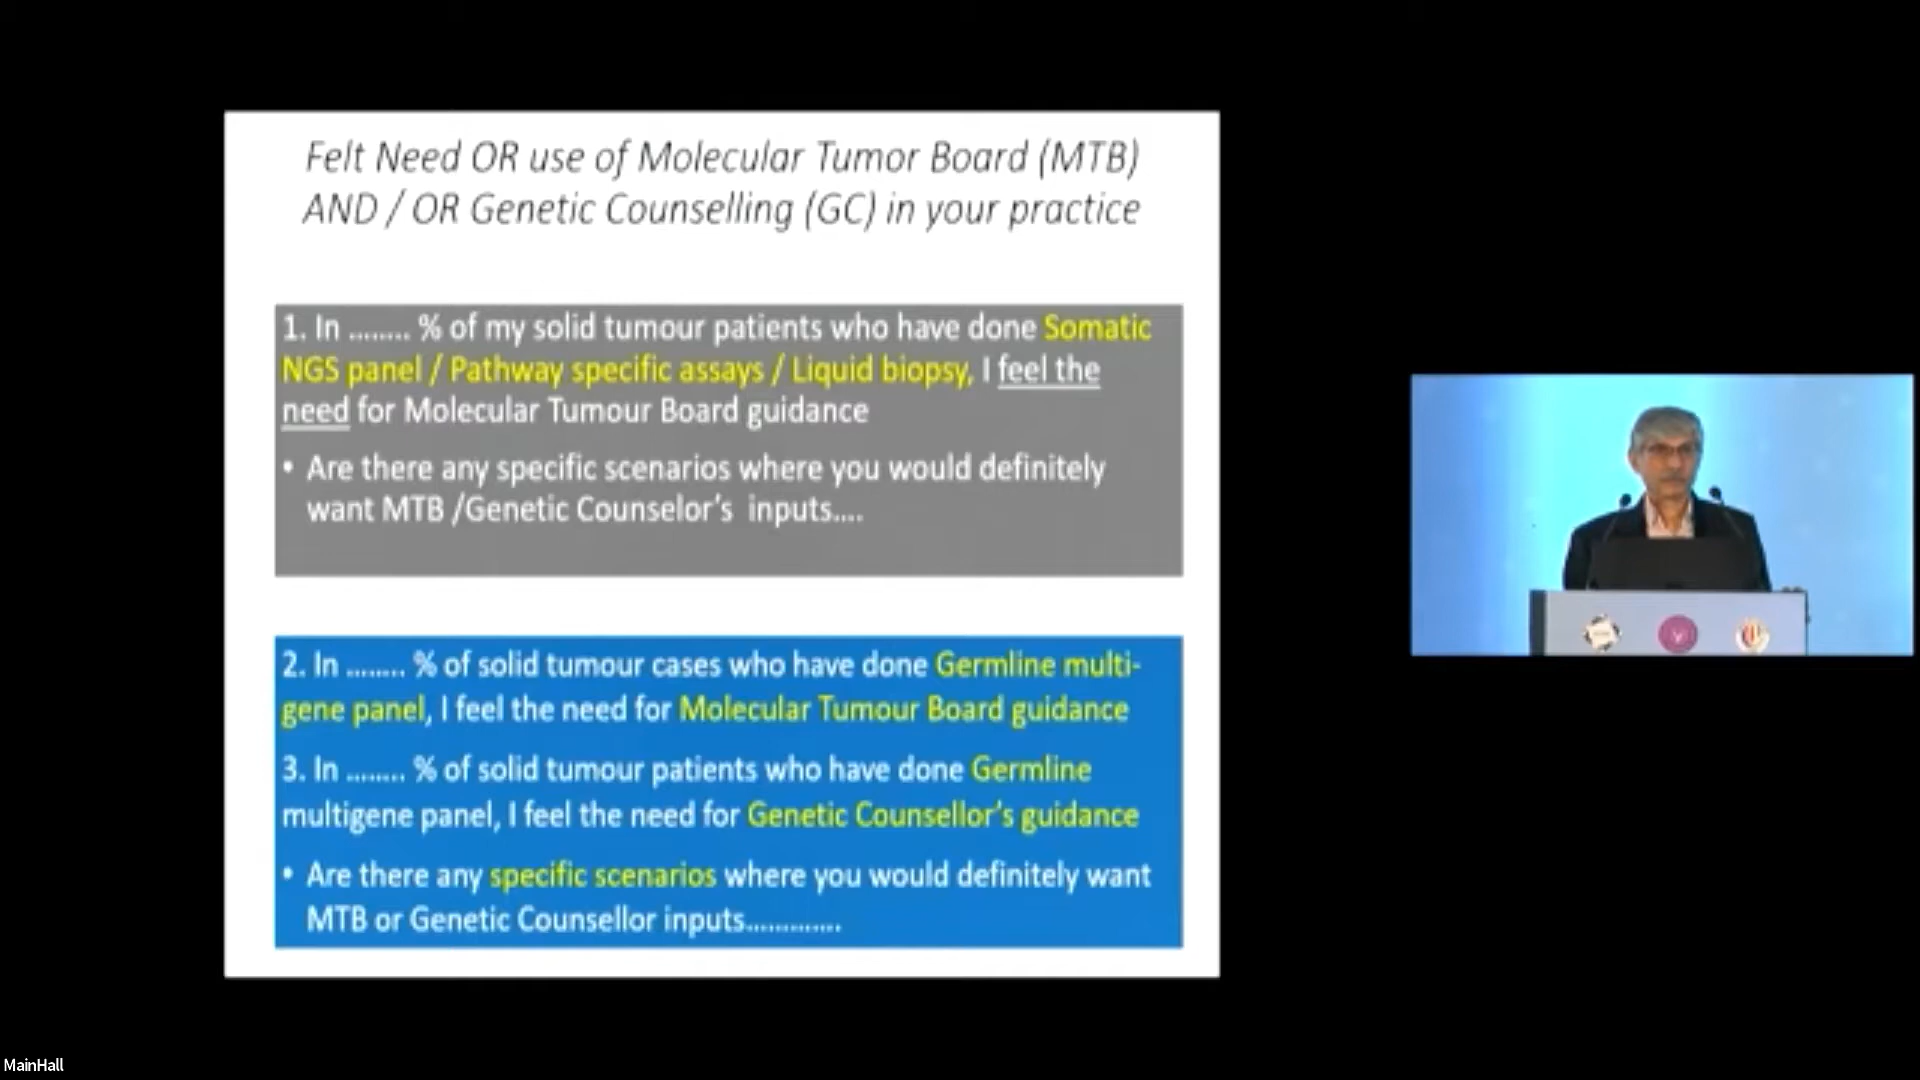 Felt Need OR use of Molecular Tumor Board (MTB)
AND / OR Genetic Counselling (GC) in your practice
1. In ........ % of my solid tumour patients who have done Somatic
NGS panel / Pathway specific assays / Liquid biopsy, I feel the
need for Molecular Tumour Board guidance
• Are there any specific scenarios where you would definitely
want MTB /Genetic Counselor's inputs....
2. In ........ % of solid tumour cases who have done Germline multi-
gene panel, I feel the need for Molecular Tumour Board guidance
3. In ........ % of solid tumour patients who have done Germline
multigene panel, I feel the need for Genetic Counsellor's guidance
• Are there any specific scenarios where you would definitely want
MTB or Genetic Counsellor inputs.............
MainHall